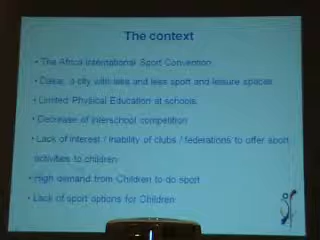 The context
• The Africa International Sport Convention
• Dakar, a city with less and less sport and leisure spaces
• Limited Physical Education at schools
• Decrease of interschool competition
• Lack of interest / Inability of clubs / federations to offer sport
activities to children
• High demand from Children to do sport
• Lack of sport options for Children